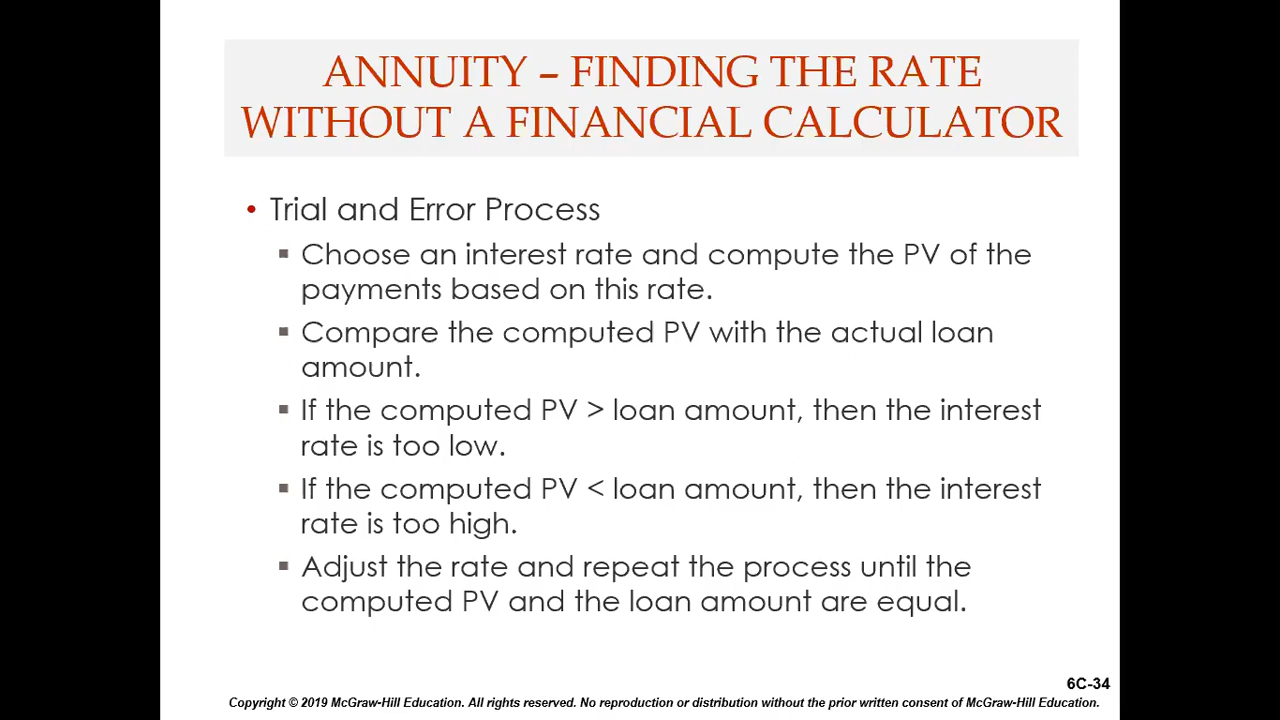 ANNUITY – FINDING THE RATE
WITHOUT A FINANCIAL CALCULATOR
• Trial and Error Process
▪ Choose an interest rate and compute the PV of the
payments based on this rate.
▪ Compare the computed PV with the actual loan
amount.
▪ If the computed PV > loan amount, then the interest
rate is too low.
▪ If the computed PV < loan amount, then the interest
rate is too high.
▪ Adjust the rate and repeat the process until the
computed PV and the loan amount are equal.
6C-34
Copyright © 2019 McGraw-Hill Education. All rights reserved. No reproduction or distribution without the prior written consent of McGraw-Hill Education.